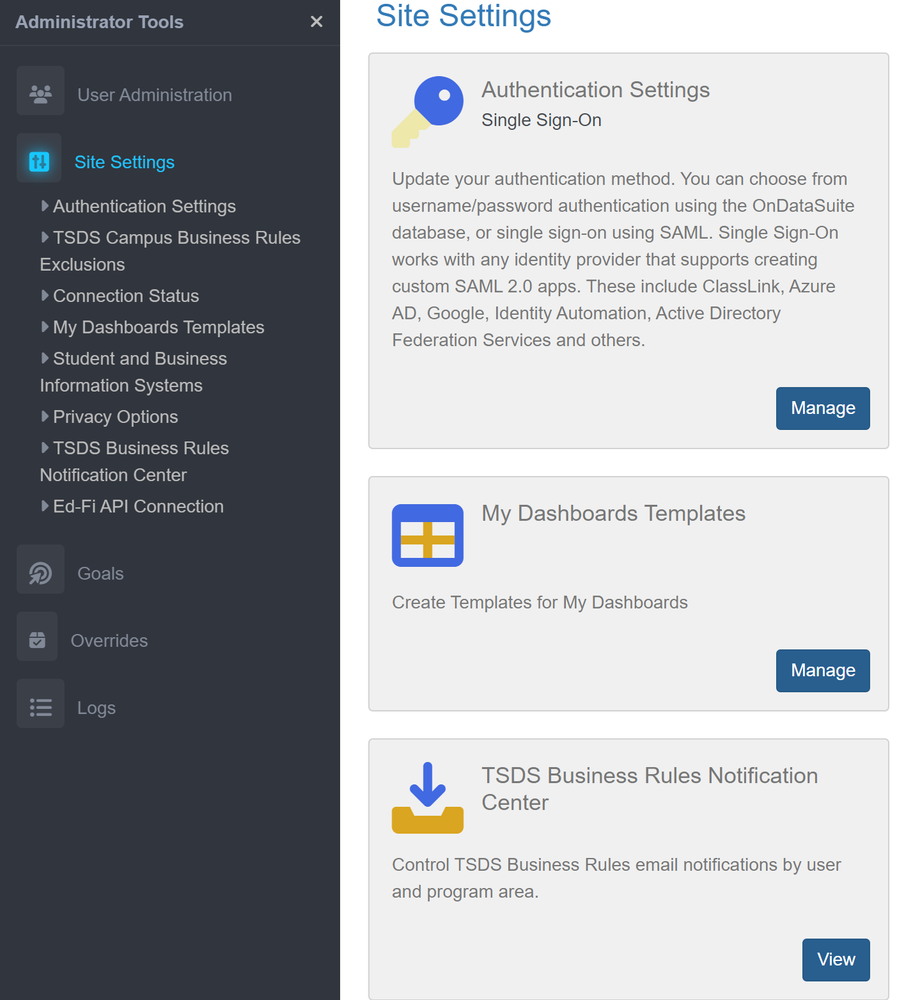 Administrator Tools
User Administration
Site Settings
Authentication Settings
TSDS Campus Business Rules
Exclusions
Connection Status
My Dashboards Templates
Student and Business
Information Systems
Privacy Options
TSDS Business Rules
Notification Center
Ed-Fi API Connection
Goals
Overrides
Logs
Site Settings
Authentication Settings
Single Sign-On
Update your authentication method. You can choose from
username/password authentication using the OnDataSuite
database, or single sign-on using SAML. Single Sign-On
works with any identity provider that supports creating
custom SAML 2.0 apps. These include ClassLink, Azure
AD, Google, Identity Automation, Active Directory
Federation Services and others.
Manage
My Dashboards Templates
Create Templates for My Dashboards
Manage
TSDS Business Rules Notification
Center
Control TSDS Business Rules email notifications by user
and program area.
View